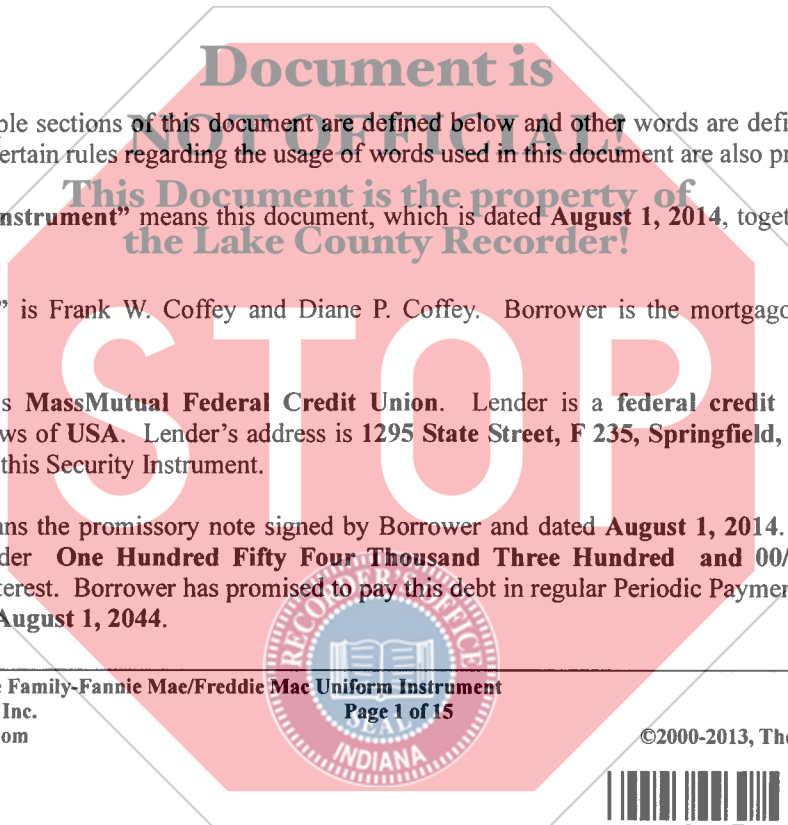 Document is
ple sections of this document are defined below and other words are defi
NOT OFFICIAL!
ertain rules regarding the usage of words used in this document are also pr
This Document is the property of
nstrument” means this document, which is dated August 1, 2014, toget
the Lake County Recorder!
” is Frank W. Coffey and Diane P. Coffey. Borrower is the mortgago
STOP
s MassMutual Federal Credit Union. Lender is a federal credit
ws of USA. Lender’s address is 1295 State Street, F 235, Springfield,
this Security Instrument.
ans the promissory note signed by Borrower and dated August 1, 2014.
der One Hundred Fifty Four Thousand Three Hundred and 00/
terest. Borrower has promised to pay this debt in regular Periodic Paymen
August 1, 2044.
RECORDER'S OFFICE
SEAL
INDIANA
e Family-Fannie Mae/Freddie Mac Uniform Instrument
Inc. Page 1 of 15
om ©2000-2013, The